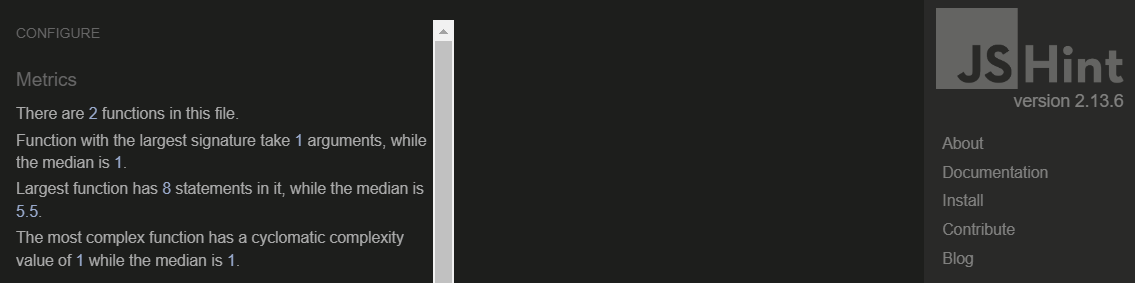 CONFIGURE
Metrics
There are 2 functions in this file.
Function with the largest signature take 1 arguments, while
the median is 1.
Largest function has 8 statements in it, while the median is
5.5.
The most complex function has a cyclomatic complexity
value of 1 while the median is 1.
JSHint
version 2.13.6
About
Documentation
Install
Contribute
Blog